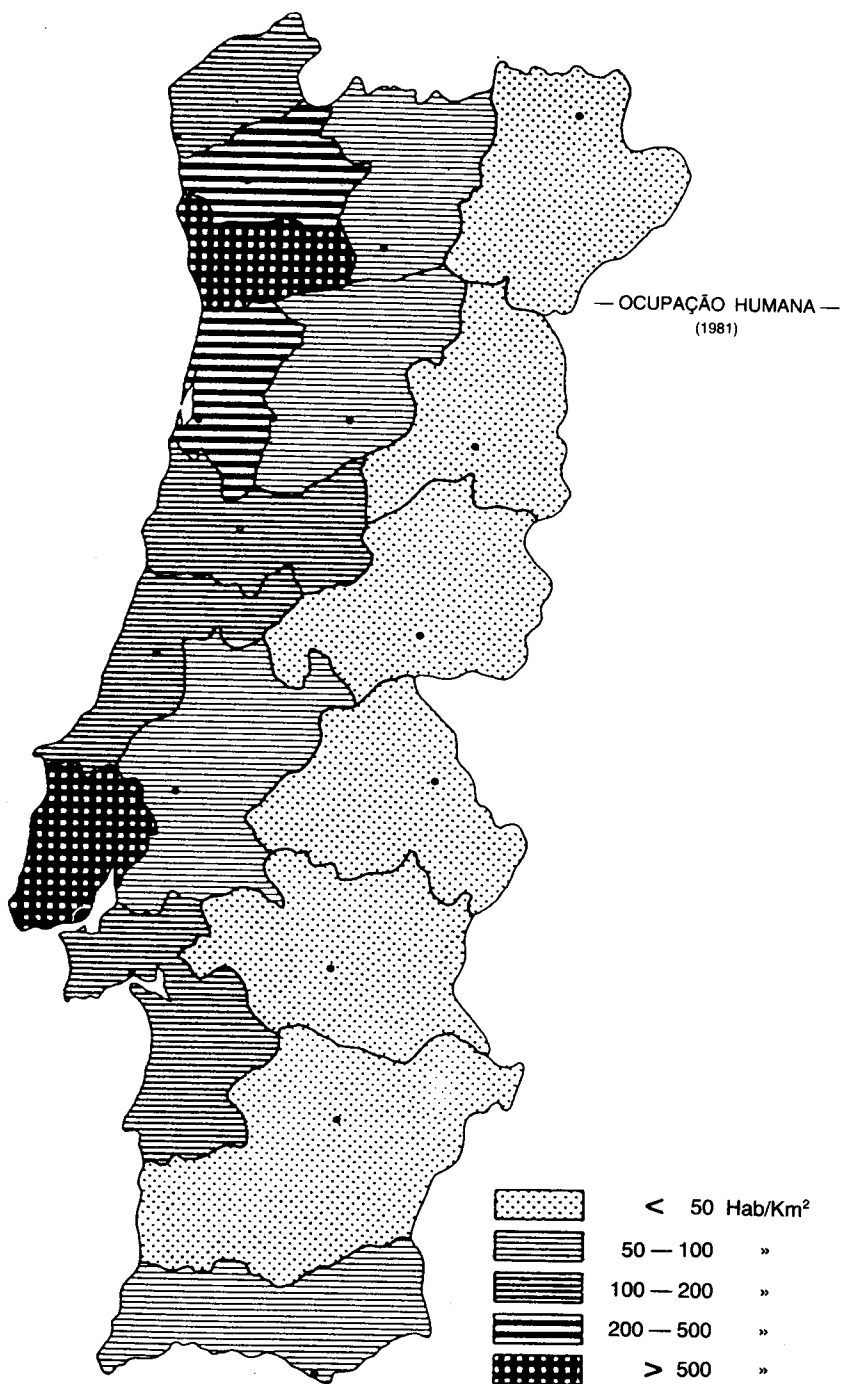 — OCUPAÇÃO HUMANA —
(1981)
< 50 Hab/Km²
50 — 100 »
100 — 200 »
200 — 500 »
> 500 »